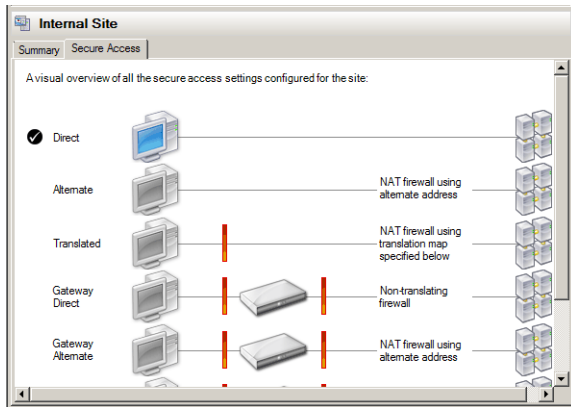 Internal Site
Summary
Secure Access
A visual overview of all the secure access settings configured for the site:
Direct
Alternate
NAT firewall using
alternate address
Translated
NAT firewall using
translation map
specified below
Gateway
Direct
Non-translating
firewall
Gateway
Alternate
NAT firewall using
alternate address